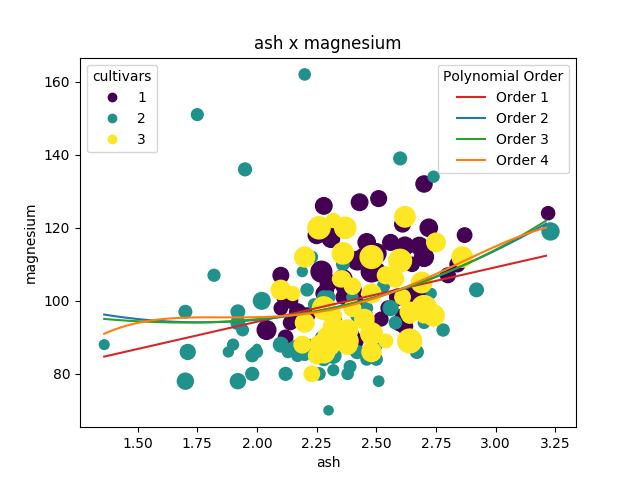 ash x magnesium
cultivars
1
2
3
Polynomial Order
Order 1
Order 2
Order 3
Order 4
magnesium
160
140
120
100
80
1.50
1.75
2.00
2.25
2.50
2.75
3.00
3.25
ash